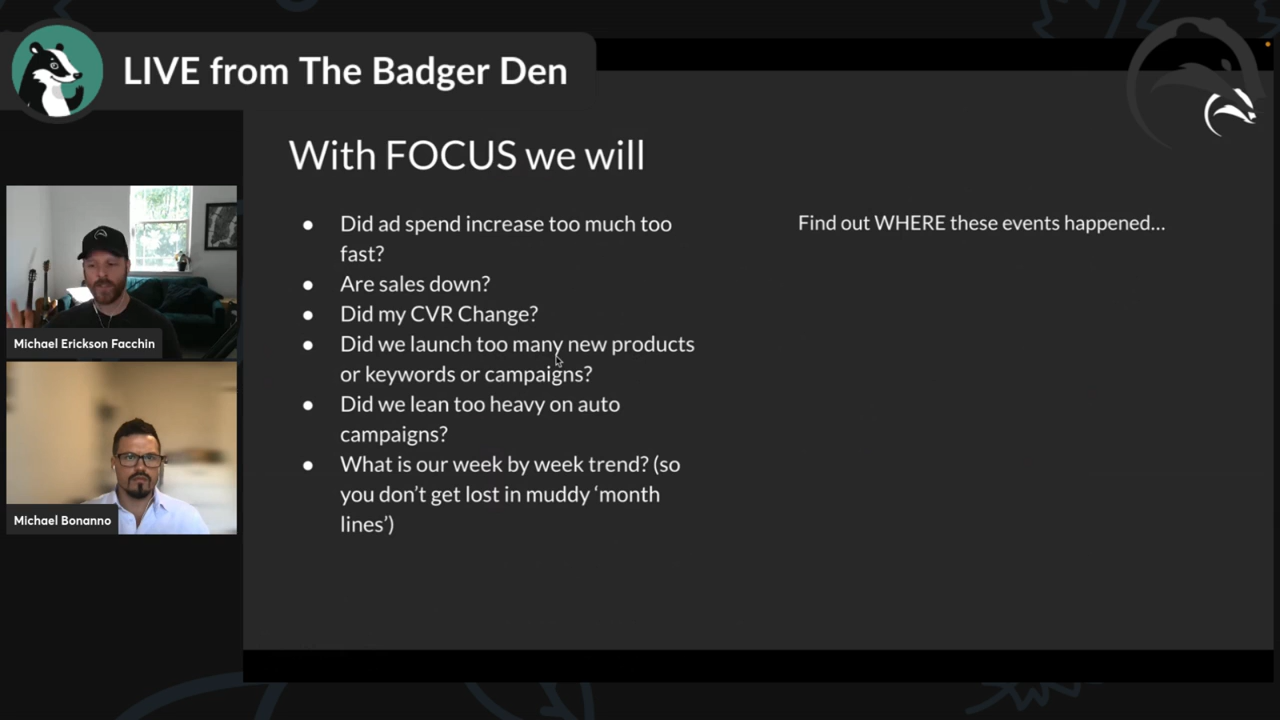 LIVE from The Badger Den
With FOCUS we will
● Did ad spend increase too much too
fast?
● Are sales down?
● Did my CVR Change?
● Did we launch too many new products
or keywords or campaigns?
● Did we lean too heavy on auto
campaigns?
● What is our week by week trend? (so
you don’t get lost in muddy ‘month
lines’)
Find out WHERE these events happened...
Michael Erickson Facchin
Michael Bonanno